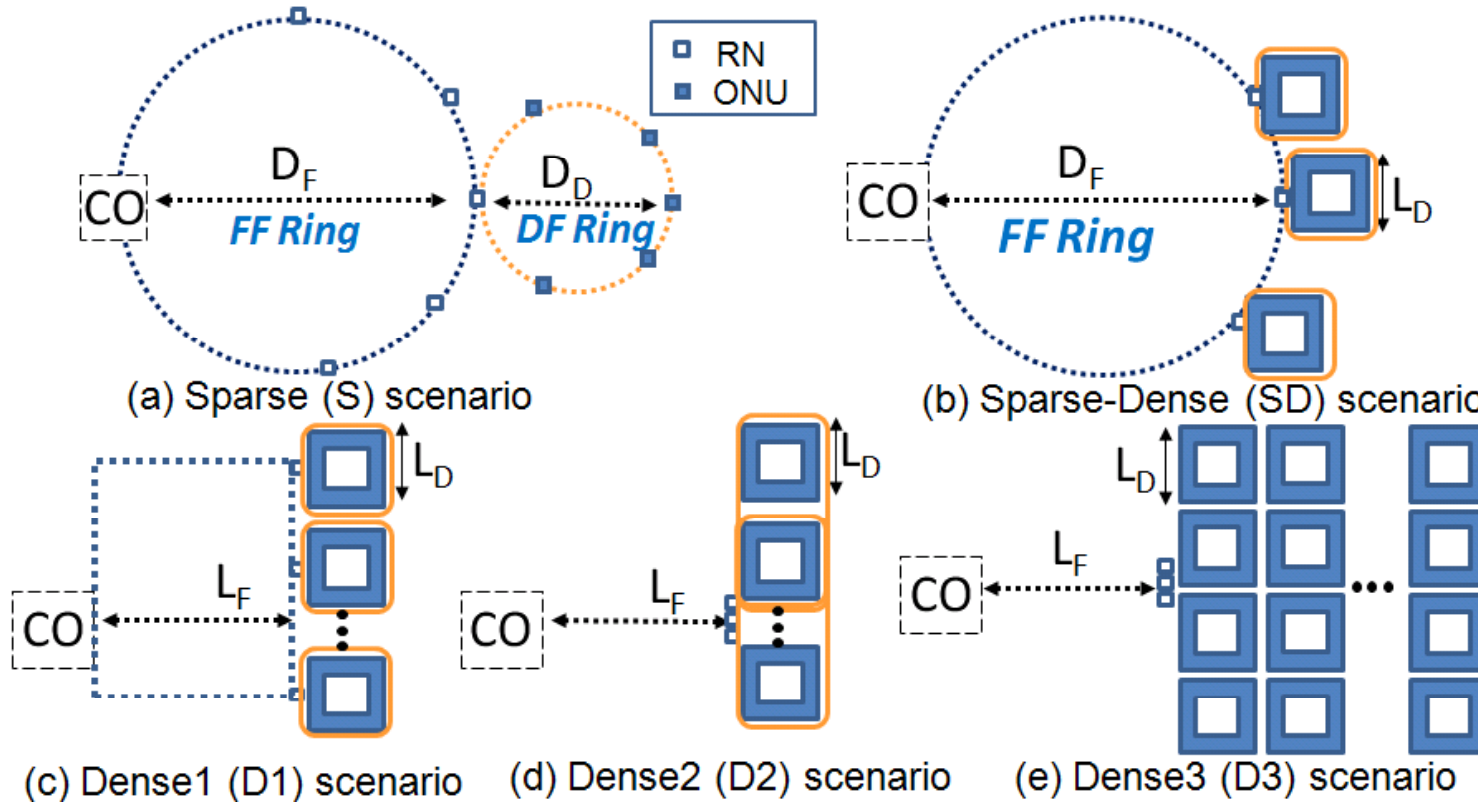 RN
ONU
CO
D_F
FF Ring
D_D
DF Ring
(a) Sparse (S) scenario
CO
D_F
FF Ring
L_D
(b) Sparse-Dense (SD) scenario
CO
L_F
L_D
(c) Dense1 (D1) scenario
CO
L_F
L_D
(d) Dense2 (D2) scenario
CO
L_F
L_D
(e) Dense3 (D3) scenario